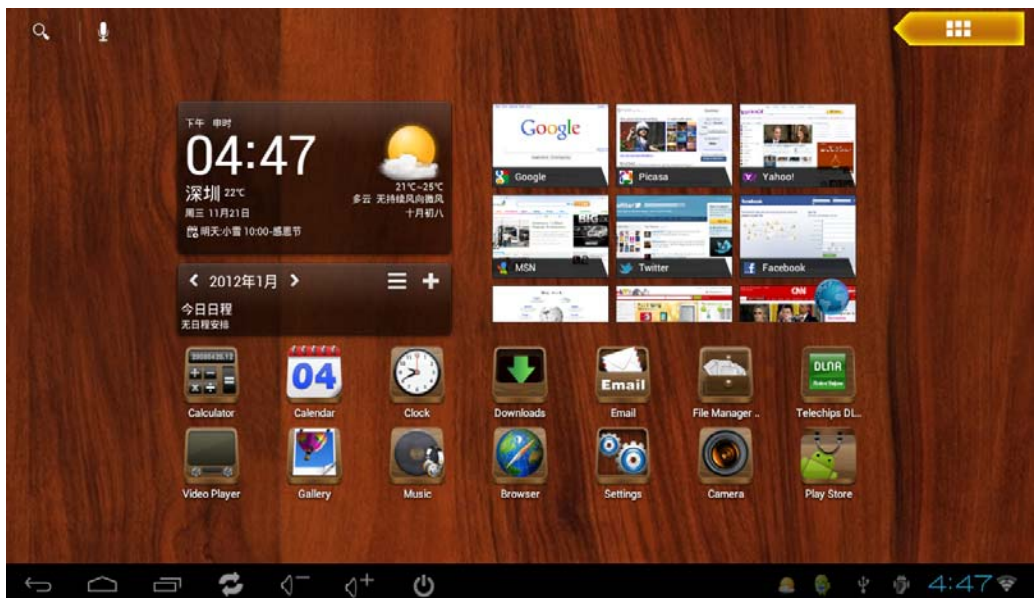 下午 申时
04:47
深圳 22℃
21℃~25℃
周三 11月21日
多云 无持续风向微风
十月初八
明天:小雪 10:00-感恩节
2012年1月
今日日程
无日程安排
Google
Google
Picasa
Yahoo!
MSN
Twitter
facebook
Facebook
CNN
Calculator
04
Calendar
Clock
Downloads
Email
Email
File Manager ..
DLNA
Telechips DL..
Video Player
Gallery
Music
Browser
Settings
Camera
Play Store
4:47